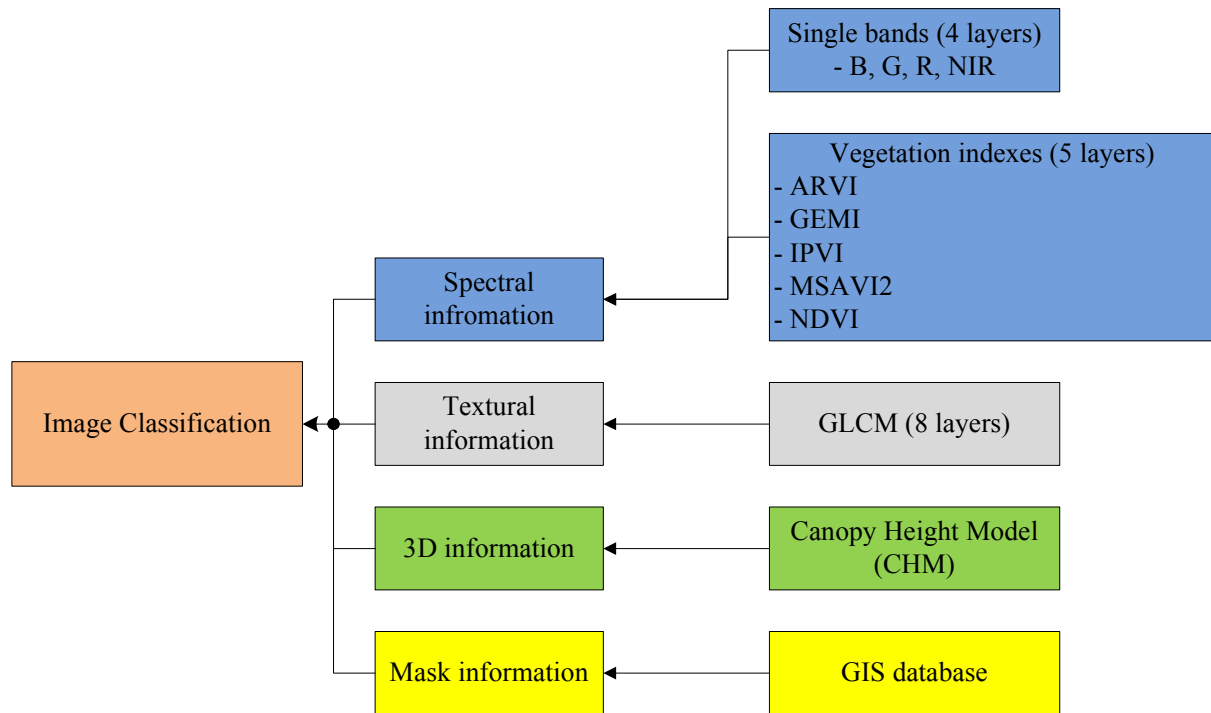 Single bands (4 layers)
- B, G, R, NIR
Vegetation indexes (5 layers)
- ARVI
- GEMI
- IPVI
- MSAVI2
- NDVI
Spectral
infromation
Image Classification
Textural
information
GLCM (8 layers)
3D information
Canopy Height Model
(CHM)
Mask information
GIS database